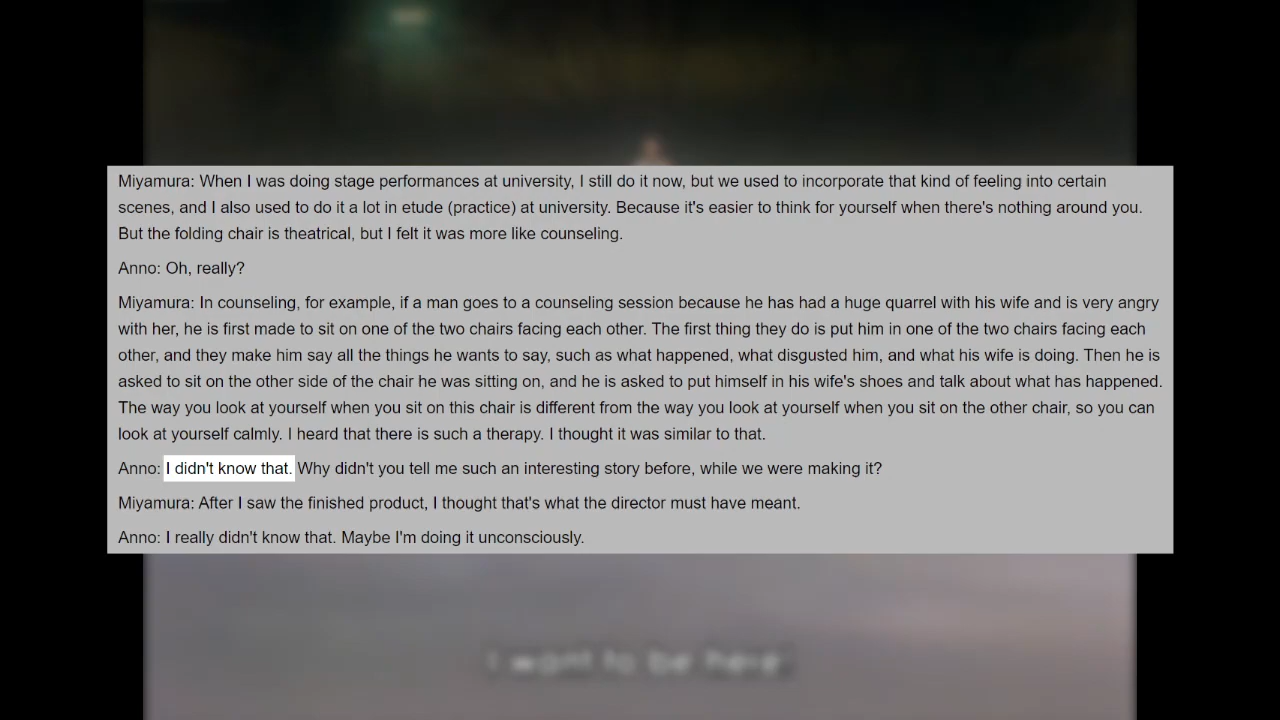 Miyamura: When I was doing stage performances at university, I still do it now, but we used to incorporate that kind of feeling into certain
scenes, and I also used to do it a lot in etude (practice) at university. Because it's easier to think for yourself when there's nothing around you.
But the folding chair is theatrical, but I felt it was more like counseling.
Anno: Oh, really?
Miyamura: In counseling, for example, if a man goes to a counseling session because he has had a huge quarrel with his wife and is very angry
with her, he is first made to sit on one of the two chairs facing each other. The first thing they do is put him in one of the two chairs facing each
other, and they make him say all the things he wants to say, such as what happened, what disgusted him, and what his wife is doing. Then he is
asked to sit on the other side of the chair he was sitting on, and he is asked to put himself in his wife's shoes and talk about what has happened.
The way you look at yourself when you sit on this chair is different from the way you look at yourself when you sit on the other chair, so you can
look at yourself calmly. I heard that there is such a therapy. I thought it was similar to that.
Anno: I didn't know that. Why didn't you tell me such an interesting story before, while we were making it?
Miyamura: After I saw the finished product, I thought that's what the director must have meant.
Anno: I really didn't know that. Maybe I'm doing it unconsciously.
I want to be here.